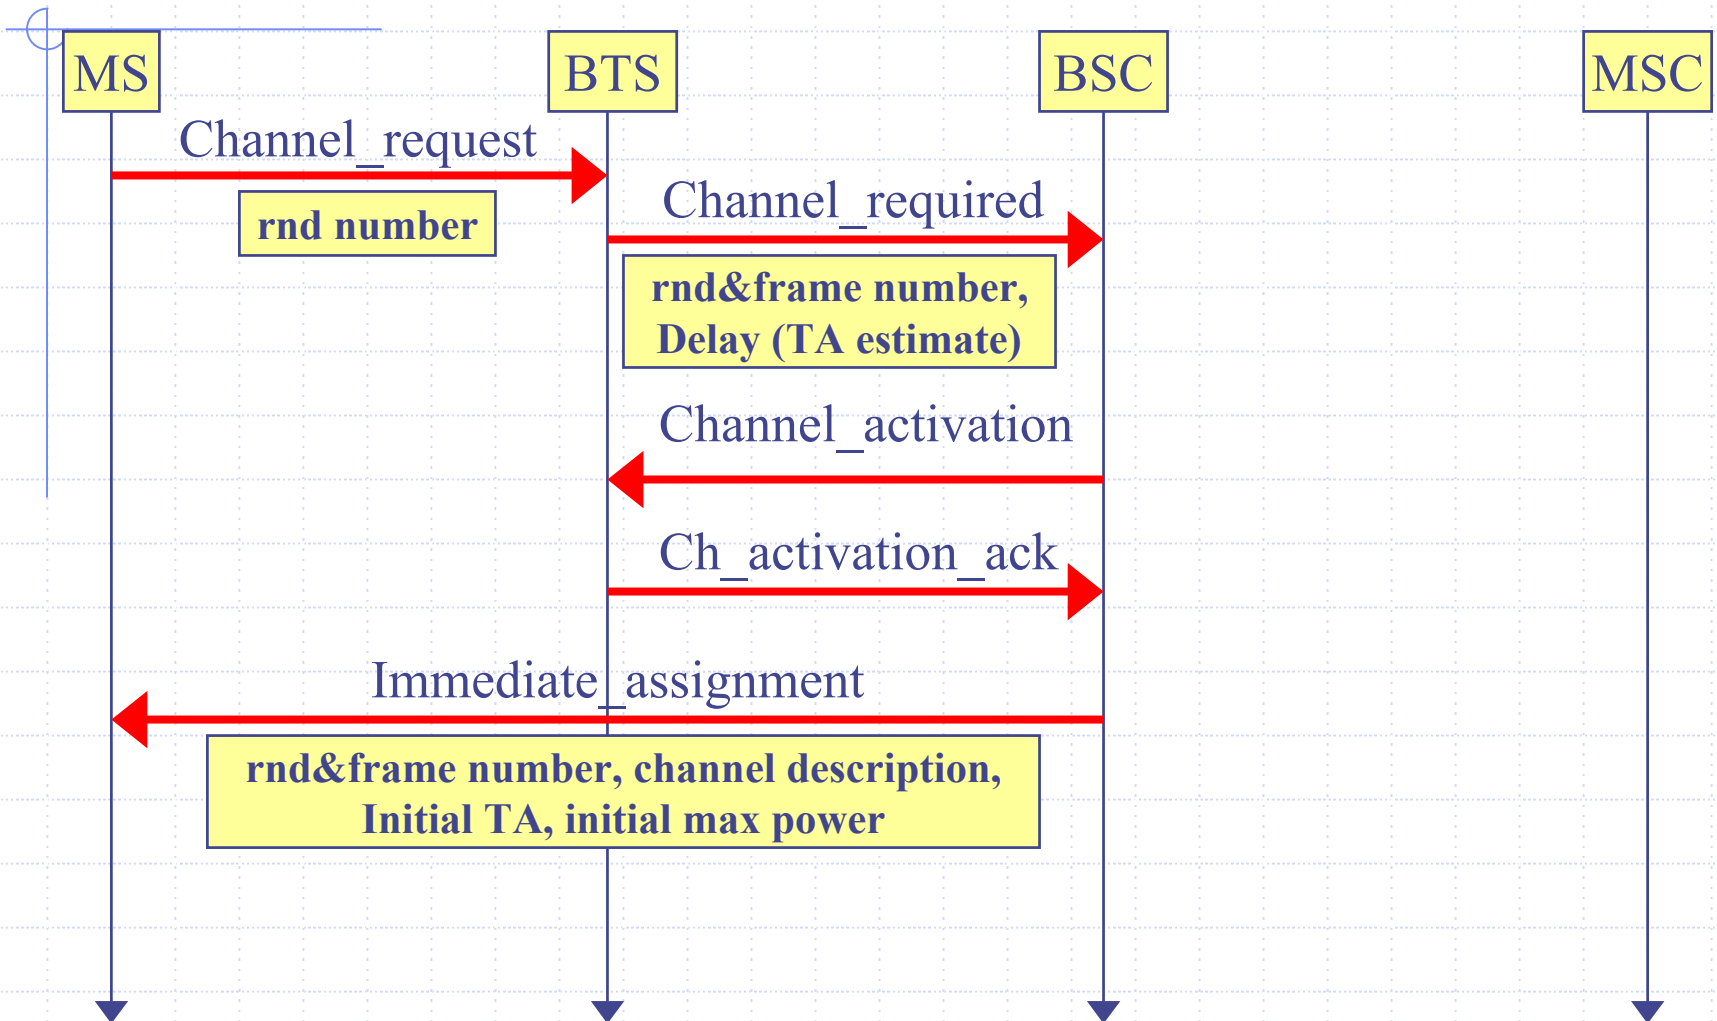 MS
BTS
BSC
MSC
Channel_request
rnd number
Channel_required
rnd&frame number,
Delay (TA estimate)
Channel_activation
Ch_activation_ack
Immediate_assignment
rnd&frame number, channel description,
Initial TA, initial max power